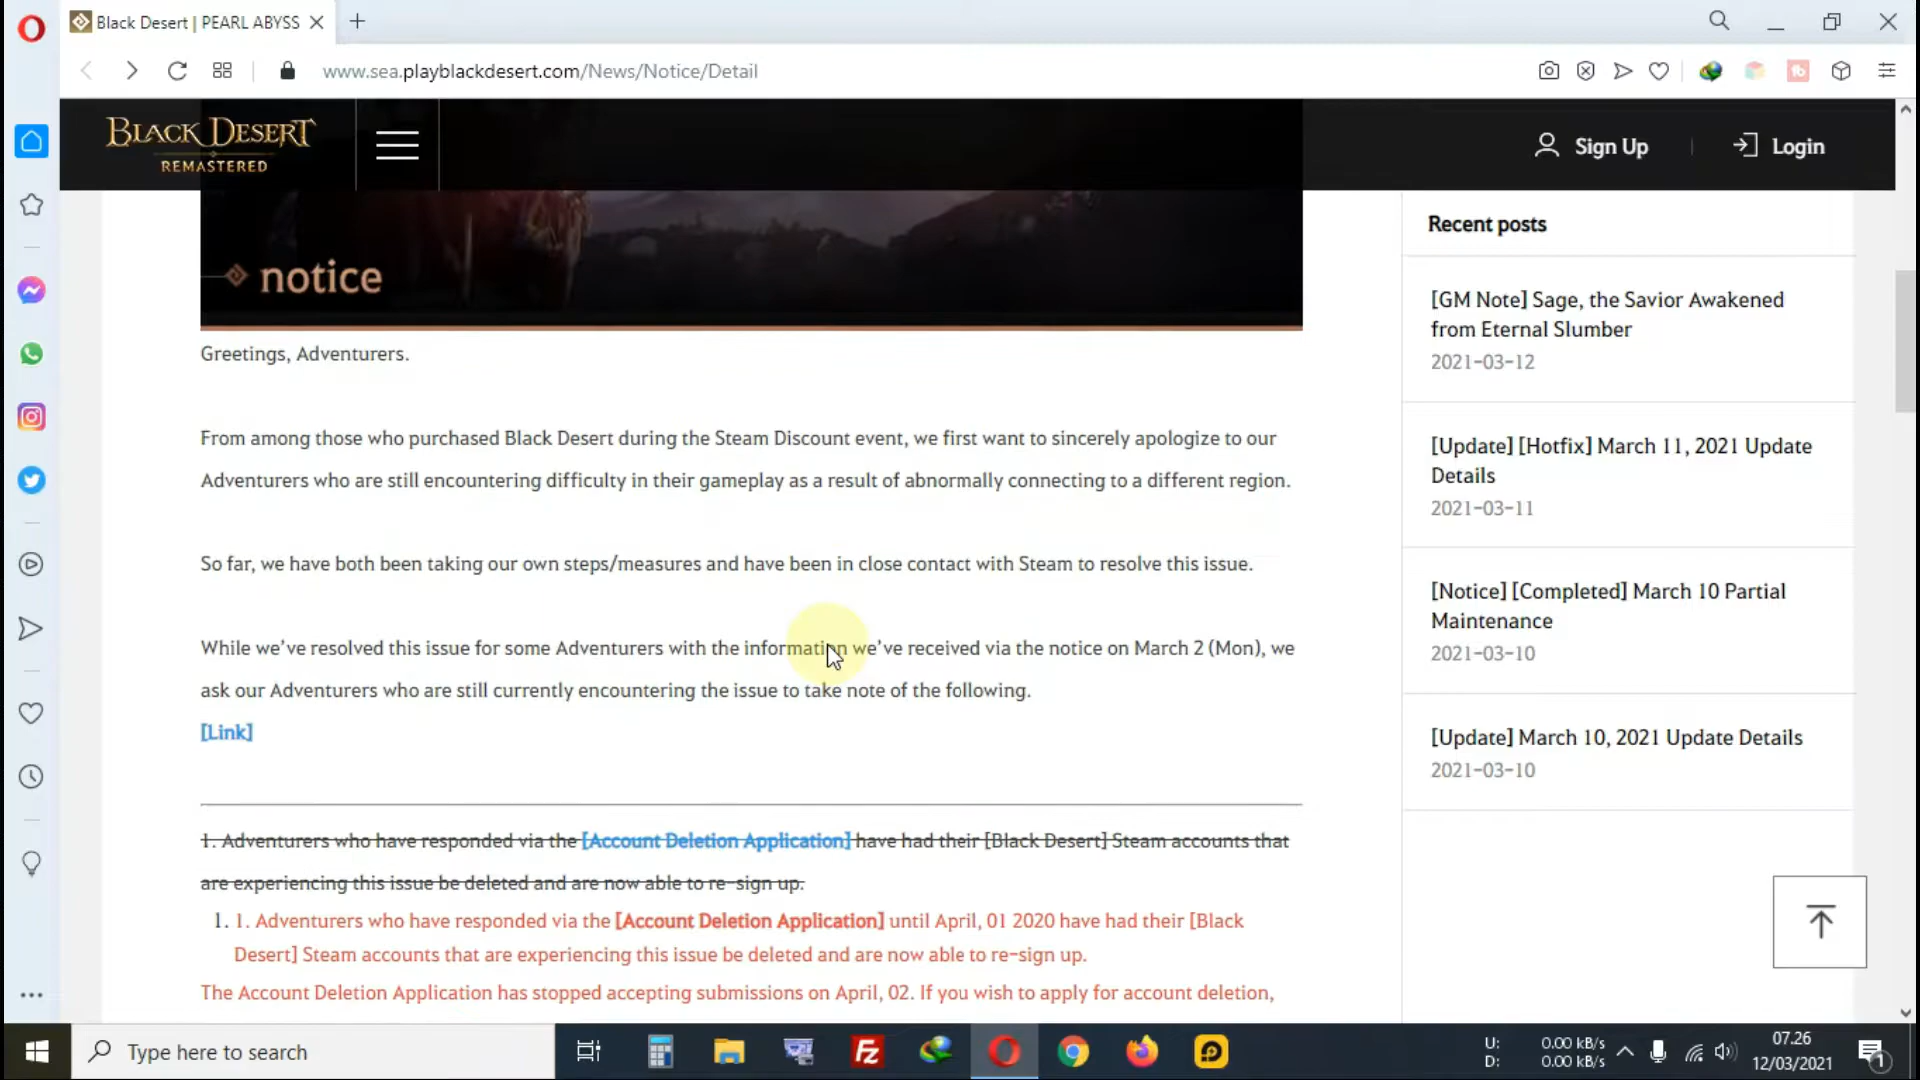 Black Desert | PEARL ABYSS
www.sea.playblackdesert.com/News/Notice/Detail
BLACK DESERT
REMASTERED
Sign Up
Login
notice
Greetings, Adventurers.
From among those who purchased Black Desert during the Steam Discount event, we first want to sincerely apologize to our
Adventurers who are still encountering difficulty in their gameplay as a result of abnormally connecting to a different region.
So far, we have both been taking our own steps/measures and have been in close contact with Steam to resolve this issue.
While we've resolved this issue for some Adventurers with the information we've received via the notice on March 2 (Mon), we
ask our Adventurers who are still currently encountering the issue to take note of the following.
[Link]
1. Adventurers who have responded via the [Account Deletion Application] have had their [Black Desert] Steam accounts that
are experiencing this issue be deleted and are now able to re-sign up.
1. 1. Adventurers who have responded via the [Account Deletion Application] until April, 01 2020 have had their [Black
Desert] Steam accounts that are experiencing this issue be deleted and are now able to re-sign up.
The Account Deletion Application has stopped accepting submissions on April, 02. If you wish to apply for account deletion,
Recent posts
[GM Note] Sage, the Savior Awakened
from Eternal Slumber
2021-03-12
[Update] [Hotfix] March 11, 2021 Update
Details
2021-03-11
[Notice] [Completed] March 10 Partial
Maintenance
2021-03-10
[Update] March 10, 2021 Update Details
2021-03-10
Type here to search
Fz
U: 0.00 kB/s
D: 0.00 kB/s
07.26
12/03/2021
1